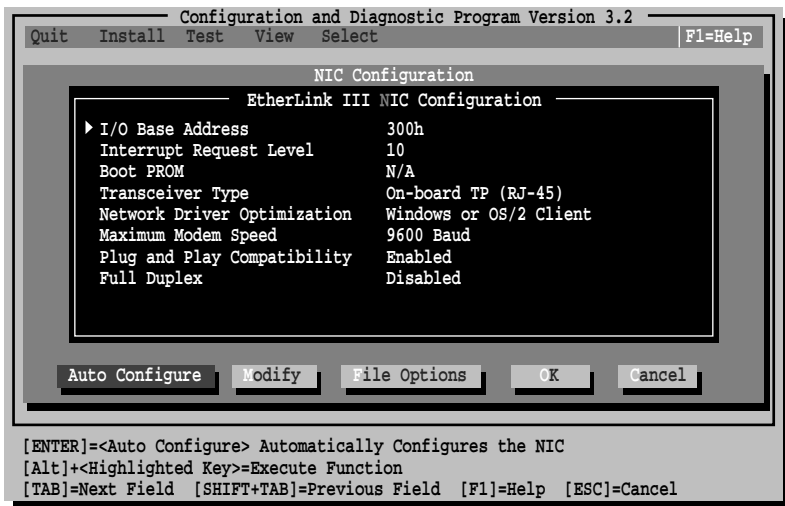 Configuration and Diagnostic Program Version 3.2
Quit Install Test View Select F1=Help
NIC Configuration
EtherLink III NIC Configuration
I/O Base Address 300h
Interrupt Request Level 10
Boot PROM N/A
Transceiver Type On-board TP (RJ-45)
Network Driver Optimization Windows or OS/2 Client
Maximum Modem Speed 9600 Baud
Plug and Play Compatibility Enabled
Full Duplex Disabled
Auto Configure Modify File Options OK Cancel
[ENTER]=<Auto Configure> Automatically Configures the NIC
[Alt]+<Highlighted Key>=Execute Function
[TAB]=Next Field [SHIFT+TAB]=Previous Field [F1]=Help [ESC]=Cancel